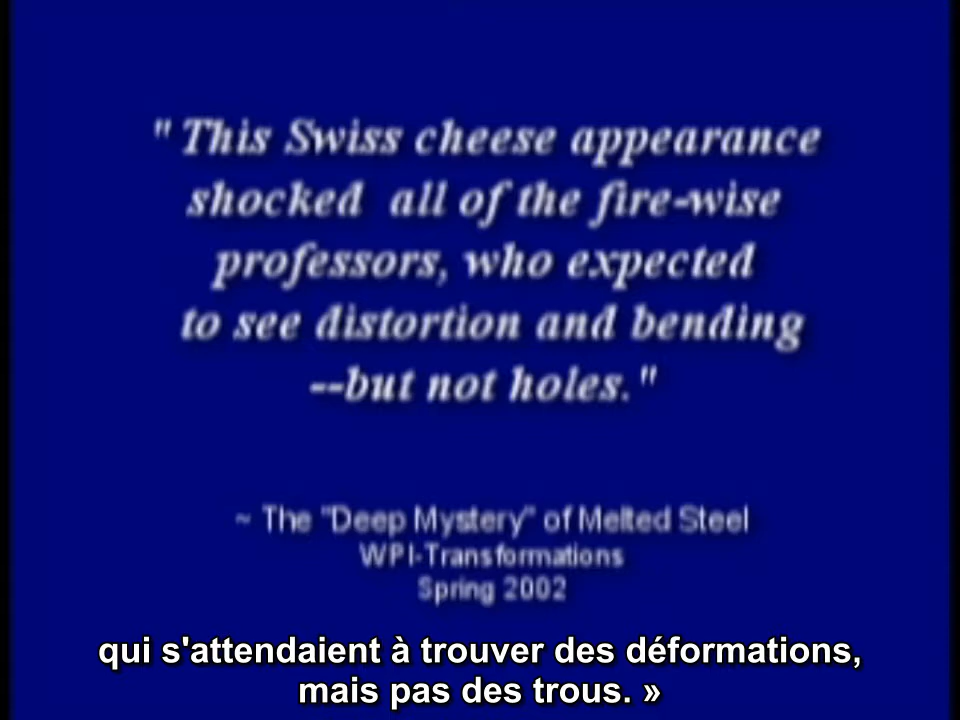 " This Swiss cheese appearance
shocked all of the fire-wise
professors, who expected
to see distortion and bending
--but not holes."
~ The "Deep Mystery" of Melted Steel
WPI-Transformations
Spring 2002
qui s'attendaient à trouver des déformations,
mais pas des trous. »